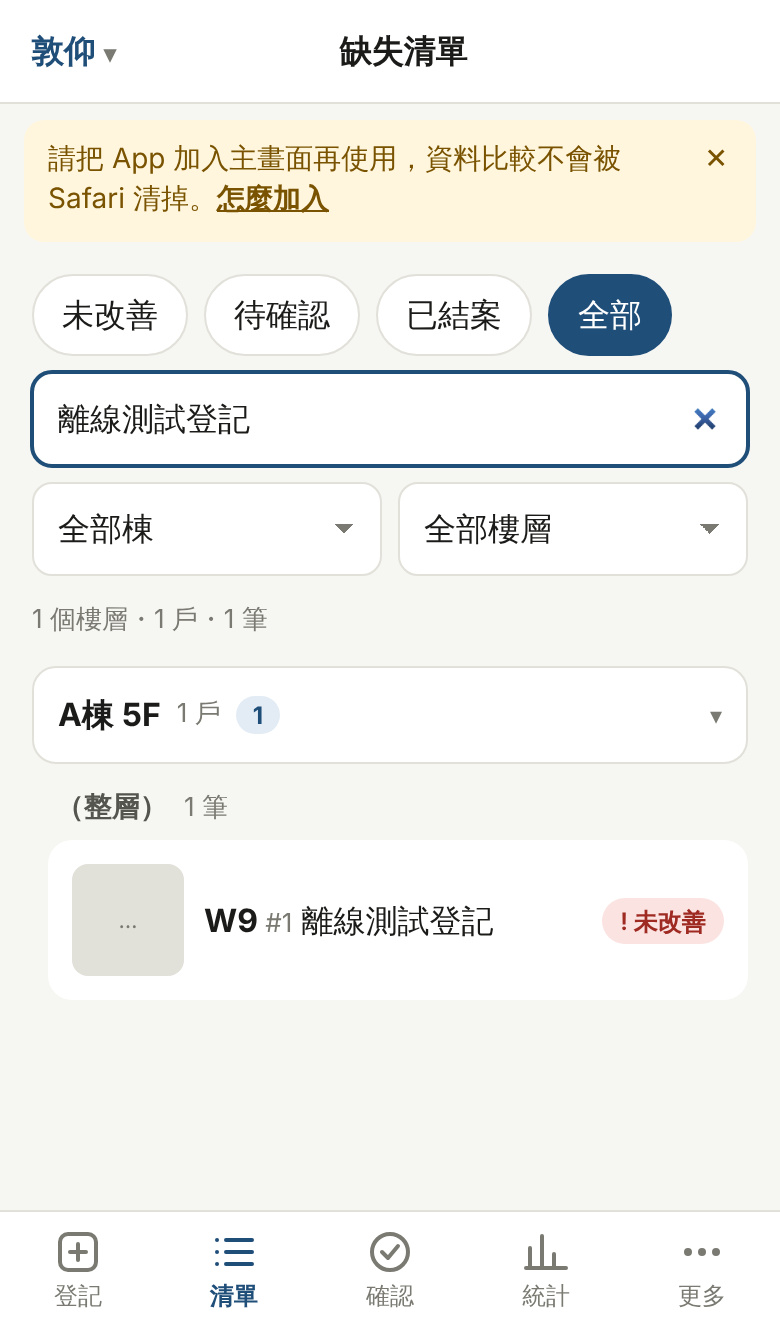 敦仰 ▾
缺失清單
請把 App 加入主畫面再使用，資料比較不會被
Safari 清掉。怎麼加入
✕
未改善
待確認
已結案
全部
離線測試登記
全部棟
全部樓層
1 個樓層・1 戶・1 筆
A棟 5F 1 戶 1 ▾
（整層） 1 筆
...
W9 #1 離線測試登記
! 未改善
登記
清單
確認
統計
更多